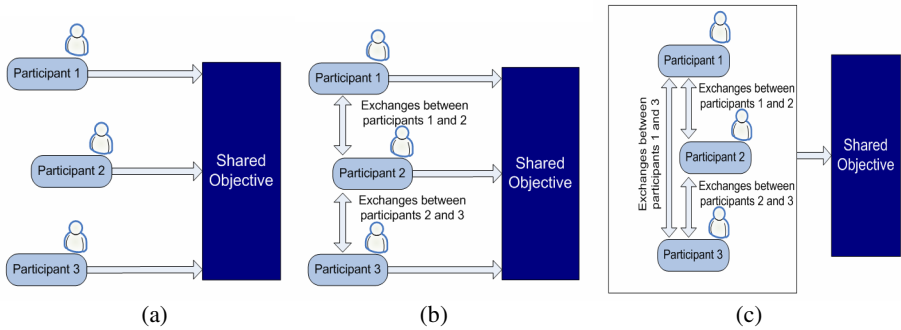 Participant 1
Participant 2
Participant 3
Shared
Objective
(a)
Participant 1
Exchanges between
participants 1 and 2
Participant 2
Exchanges between
participants 2 and 3
Participant 3
Shared
Objective
(b)
Participant 1
Exchanges between
participants 1 and 2
Exchanges between
participants 1 and 3
Participant 2
Exchanges between
participants 2 and 3
Participant 3
Shared
Objective
(c)